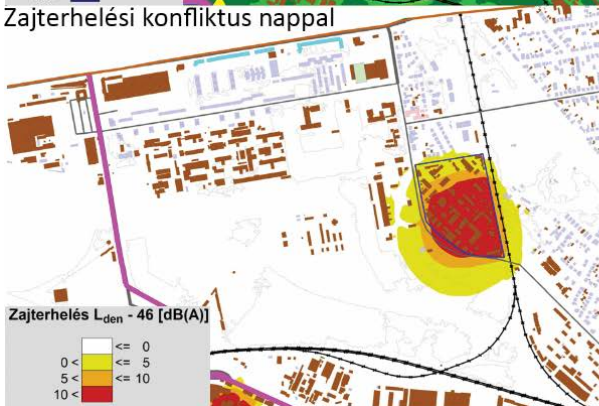 Zajterhelési konfliktus nappal
Zajterhelés Lden - 46 [dB(A)]
<= 0
0 < <= 5
5 < <= 10
10 <